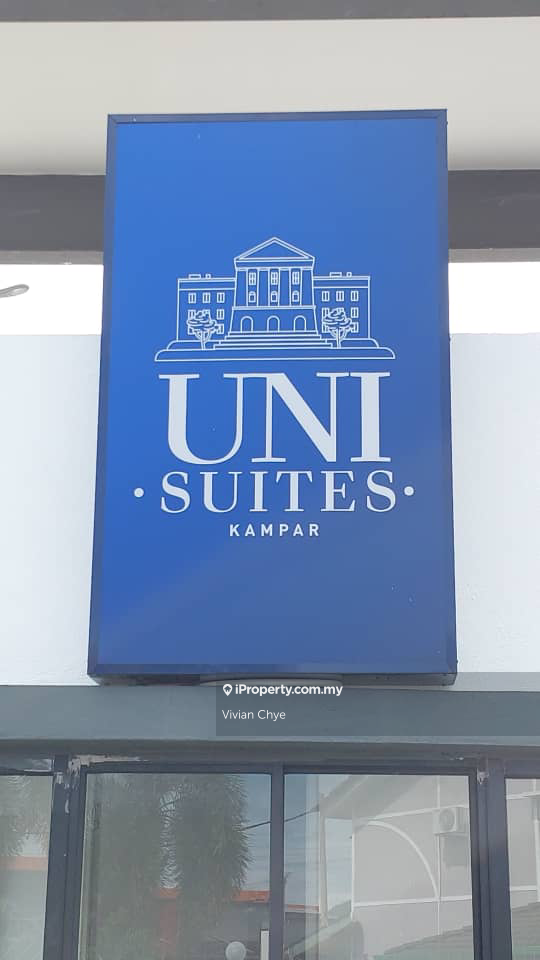 UNI
·SUITES·
KAMPAR
iProperty.com.my
Vivian Chye